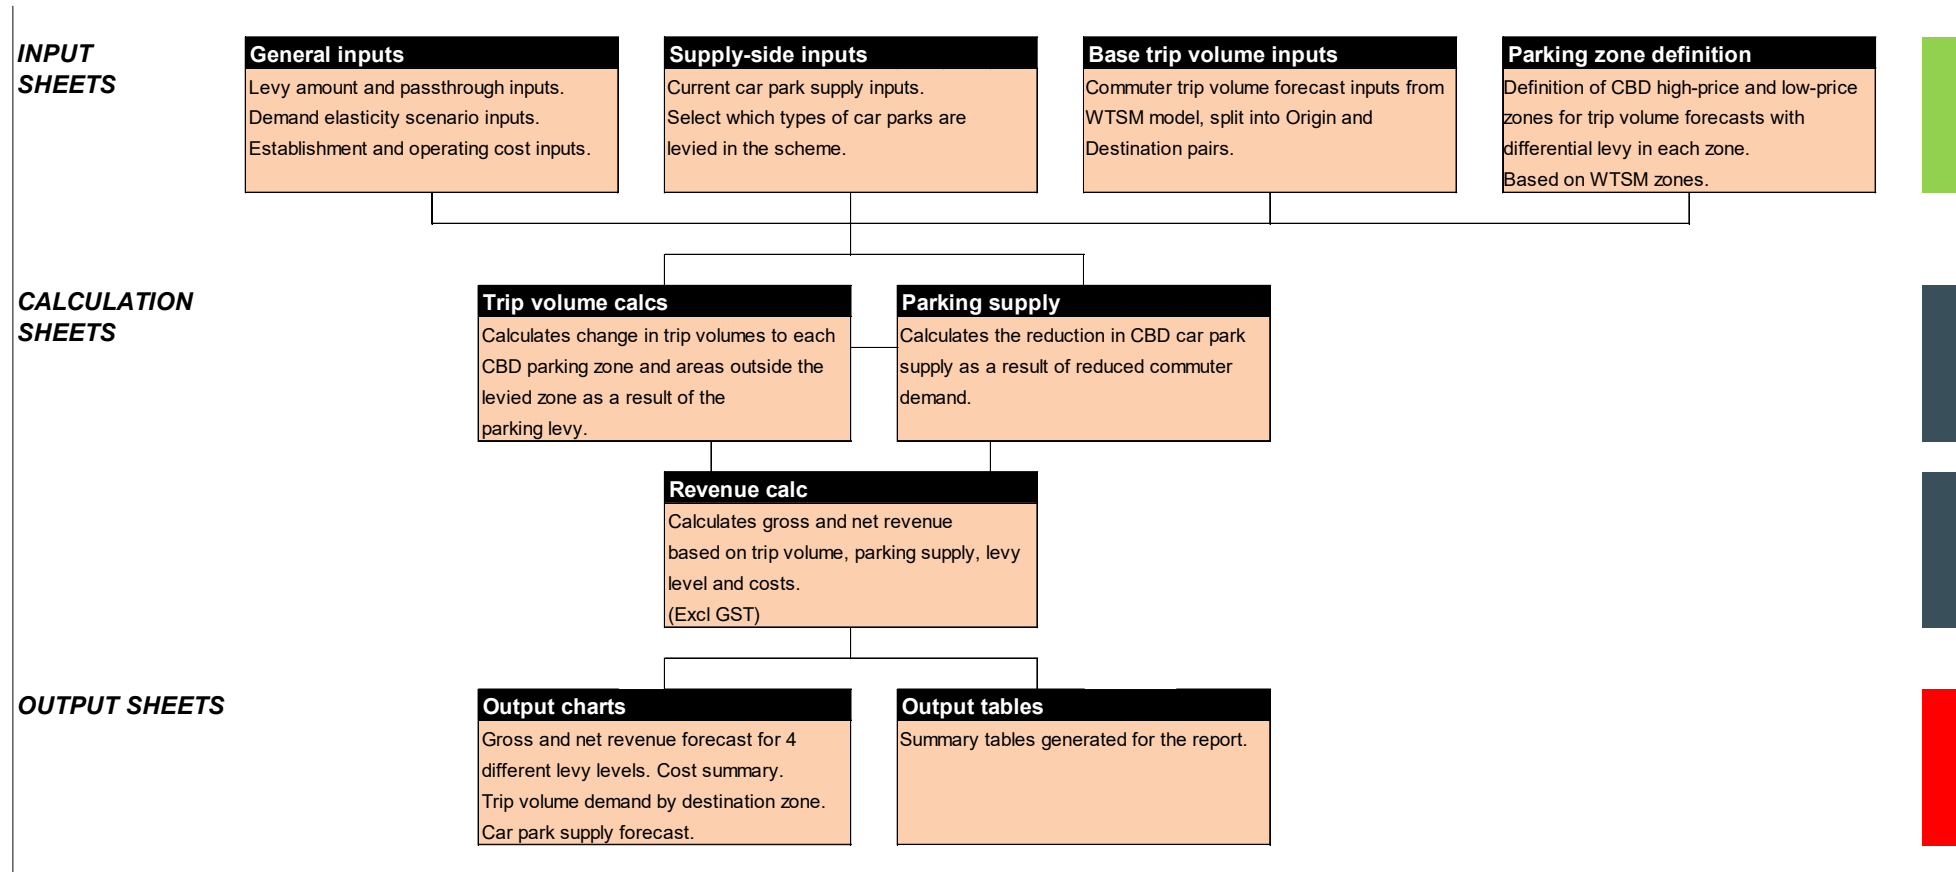 INPUT
SHEETS
General inputs
Levy amount and passthrough inputs.
Demand elasticity scenario inputs.
Establishment and operating cost inputs.
Supply-side inputs
Current car park supply inputs.
Select which types of car parks are
levied in the scheme.
Base trip volume inputs
Commuter trip volume forecast inputs from
WTSM model, split into Origin and
Destination pairs.
Parking zone definition
Definition of CBD high-price and low-price
zones for trip volume forecasts with
differential levy in each zone.
Based on WTSM zones.
CALCULATION
SHEETS
Trip volume calcs
Calculates change in trip volumes to each
CBD parking zone and areas outside the
levied zone as a result of the
parking levy.
Parking supply
Calculates the reduction in CBD car park
supply as a result of reduced commuter
demand.
Revenue calc
Calculates gross and net revenue
based on trip volume, parking supply, levy
level and costs.
(Excl GST)
OUTPUT SHEETS
Output charts
Gross and net revenue forecast for 4
different levy levels. Cost summary.
Trip volume demand by destination zone.
Car park supply forecast.
Output tables
Summary tables generated for the report.